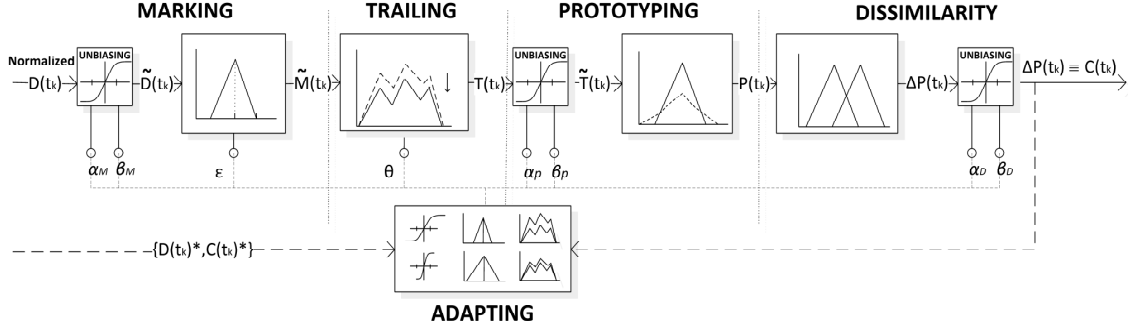 MARKING TRAILING PROTOTYPING DISSIMILARITY
UNBIASING UNBIASING UNBIASING
Normalized D(tk) D̃(tk) M̃(tk) T(tk) T̃(tk) P(tk) ΔP(tk) ΔP(tk) ≡ C(tk)
αM βM ε θ αp βp αD βD
{D(tk)*,C(tk)*}
ADAPTING